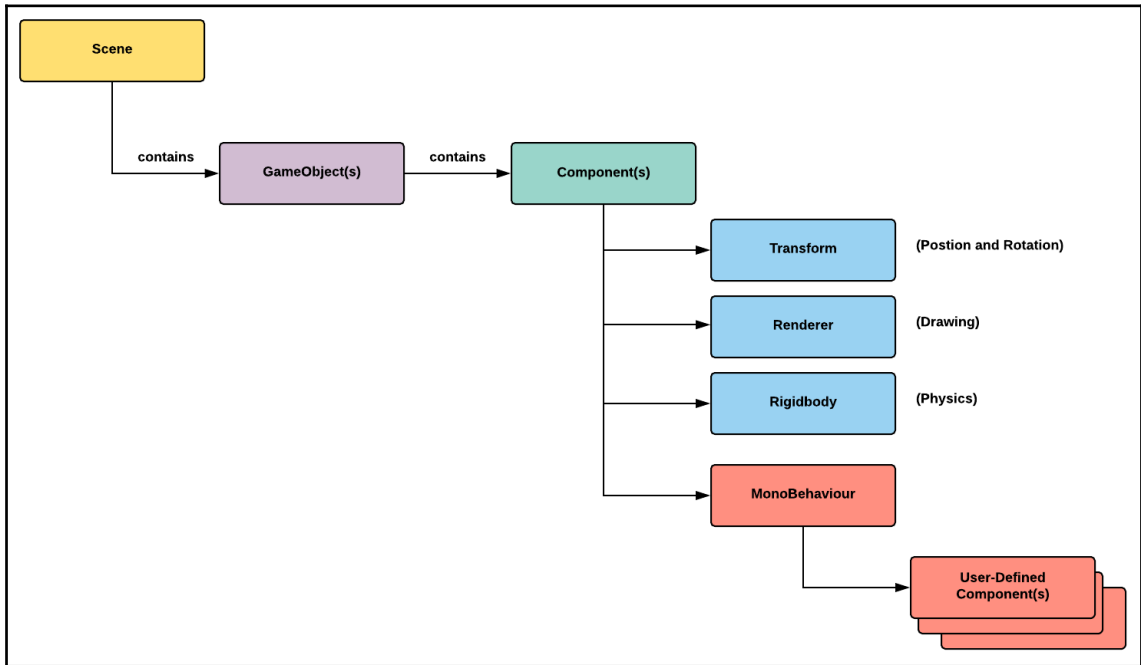 Scene
contains
GameObject(s)
contains
Component(s)
Transform
(Postion and Rotation)
Renderer
(Drawing)
Rigidbody
(Physics)
MonoBehaviour
User-Defined
Component(s)